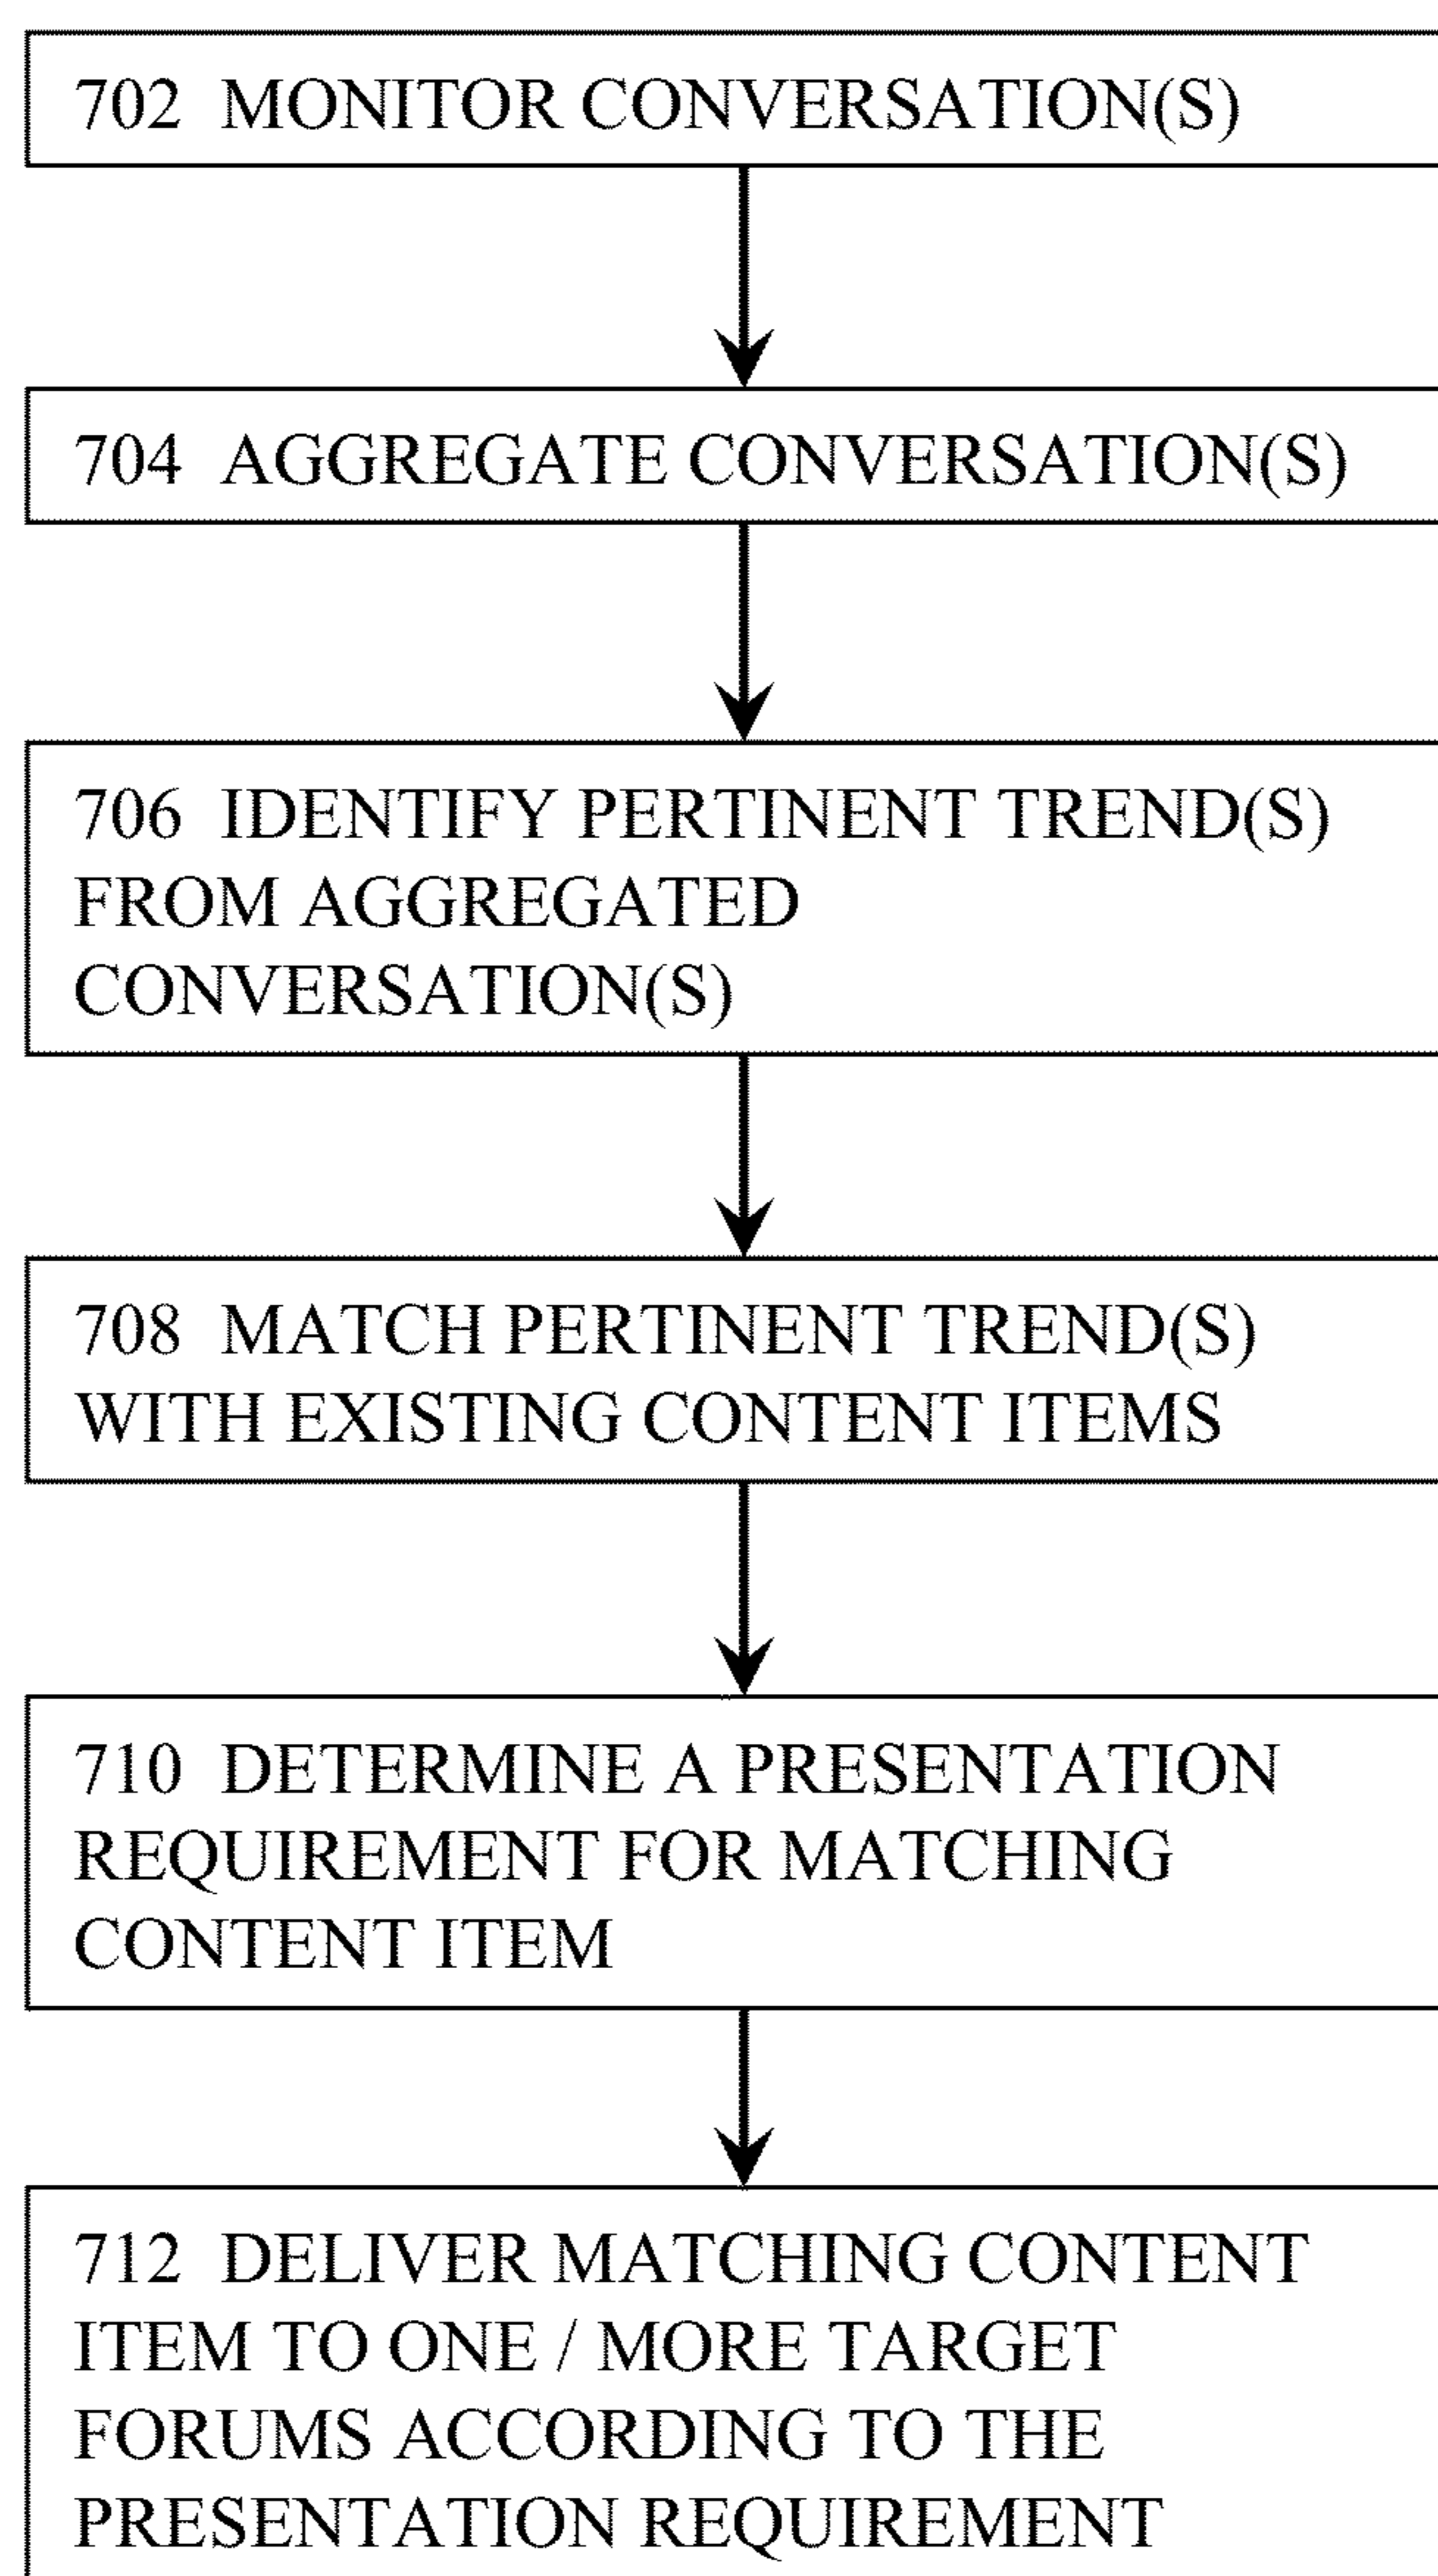 702 MONITOR CONVERSATION(S)
704 AGGREGATE CONVERSATION(S)
706 IDENTIFY PERTINENT TREND(S)
FROM AGGREGATED
CONVERSATION(S)
708 MATCH PERTINENT TREND(S)
WITH EXISTING CONTENT ITEMS
710 DETERMINE A PRESENTATION
REQUIREMENT FOR MATCHING
CONTENT ITEM
712 DELIVER MATCHING CONTENT
ITEM TO ONE / MORE TARGET
FORUMS ACCORDING TO THE
PRESENTATION REQUIREMENT